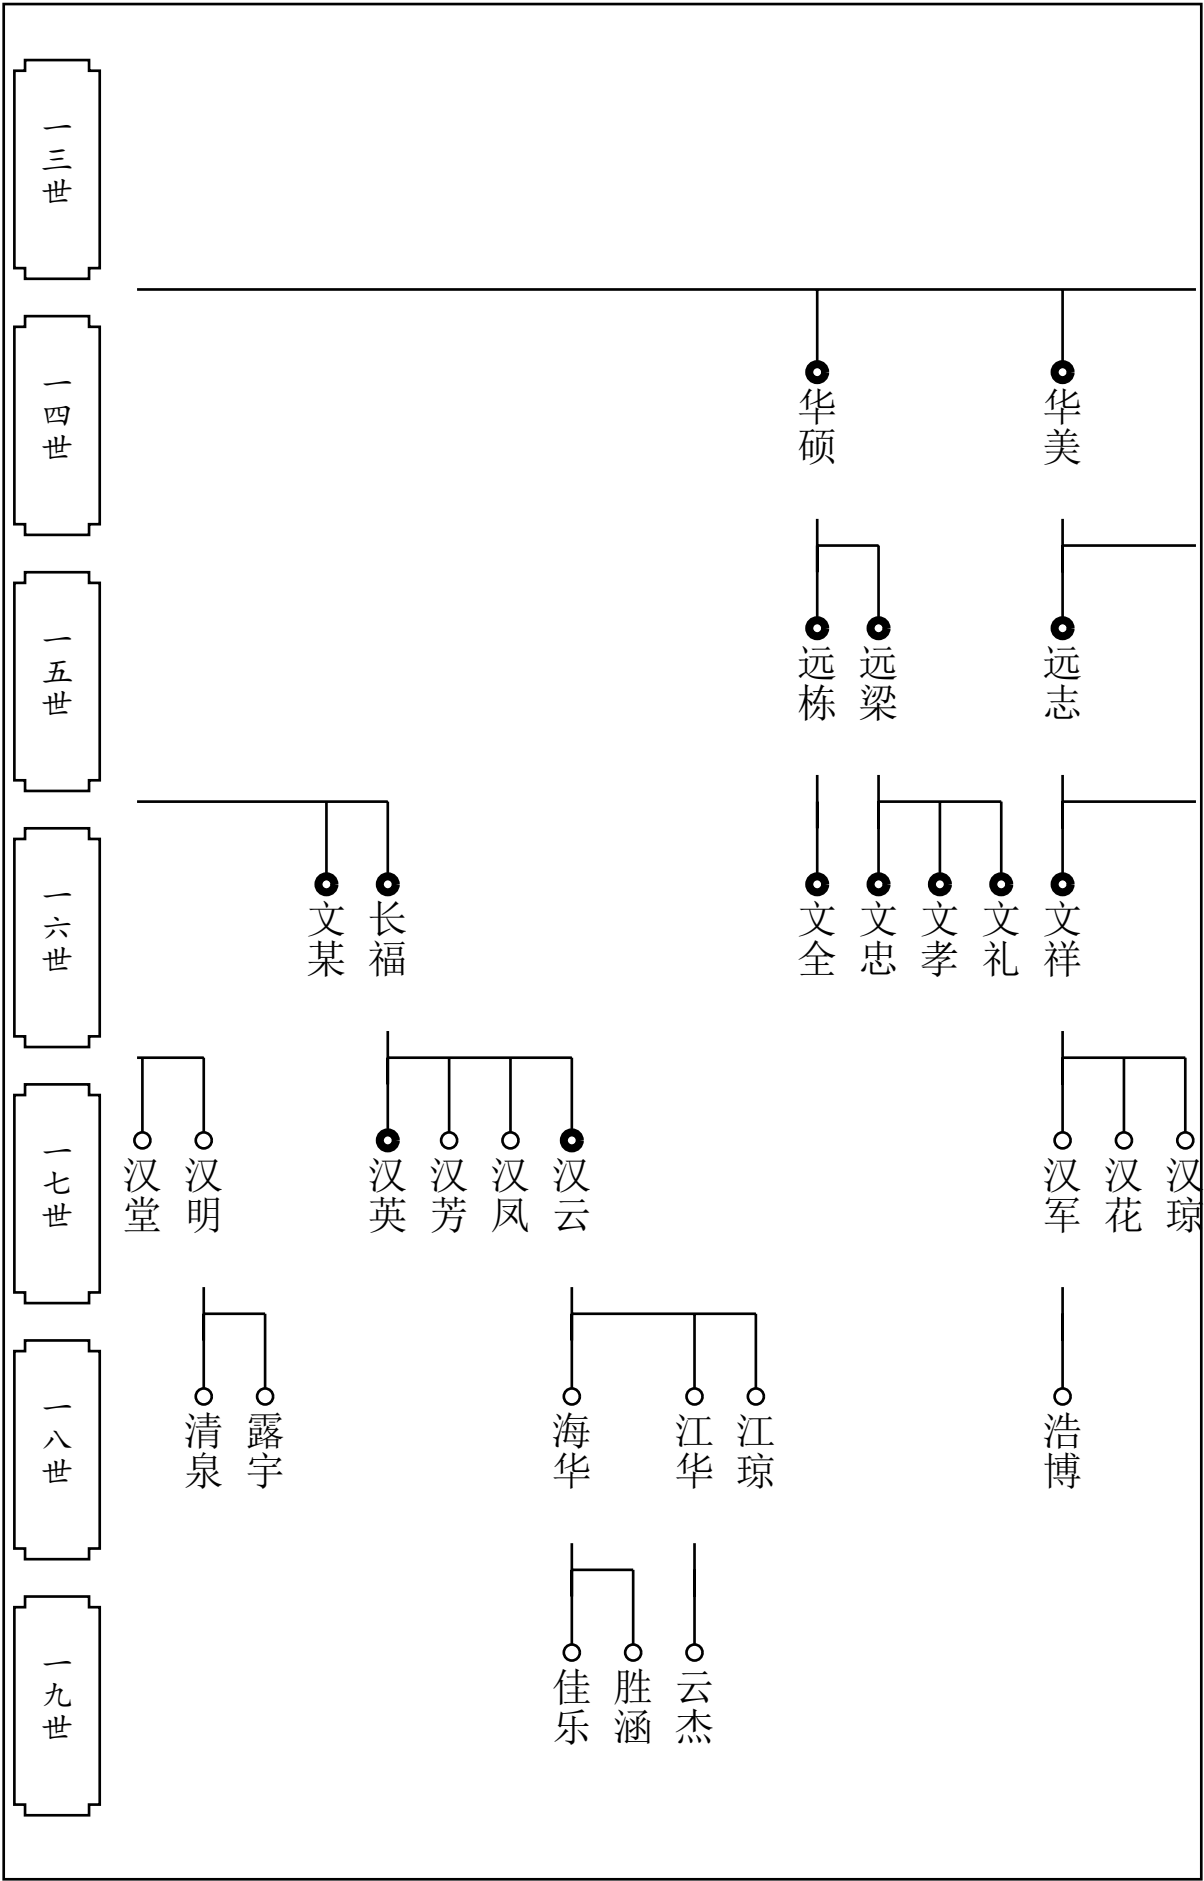 一三世
一四世
华硕
华美
一五世
远栋
远梁
远志
一六世
文某
长福
文全
文忠
文孝
文礼
文祥
一七世
汉堂
汉明
汉英
汉芳
汉凤
汉云
汉军
汉花
汉琼
一八世
清泉
露宇
海华
江华
江琼
浩博
一九世
佳乐
胜涵
云杰